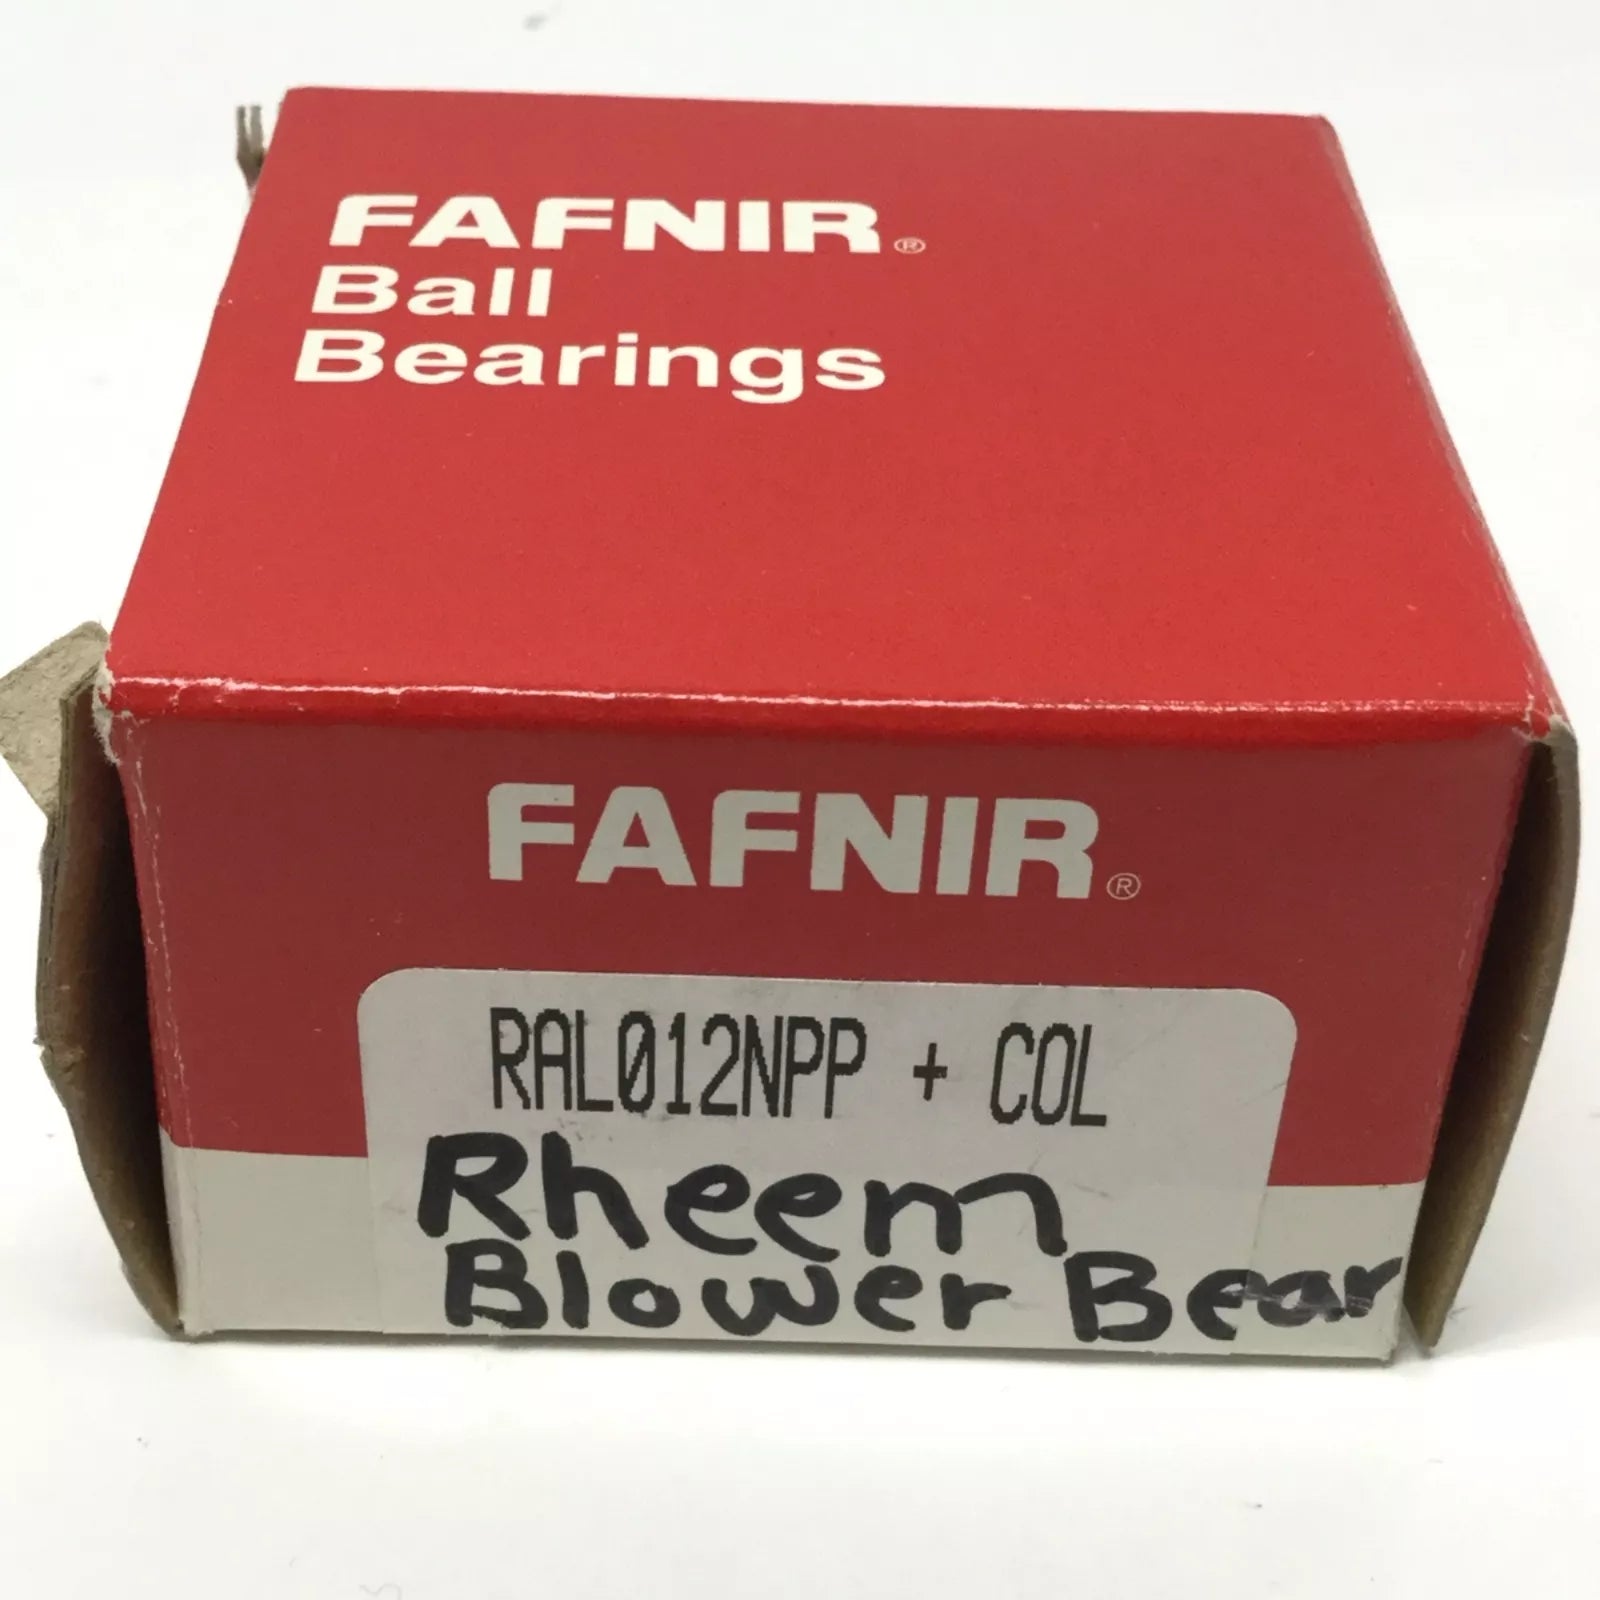 FAFNIR®
Ball
Bearings
FAFNIR®
RAL012NPP + COL
Rheem
Blower Bear